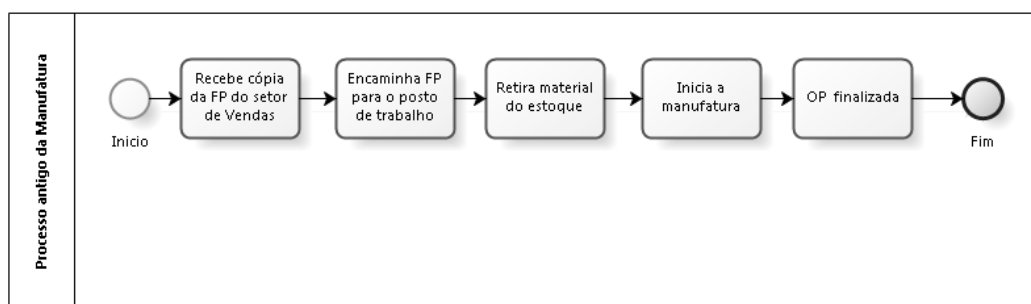 Processo antigo da Manufatura
Inicio
Recebe cópia
da FP do setor
de Vendas
Encaminha FP
para o posto
de trabalho
Retira material
do estoque
Inicia a
manufatura
OP finalizada
Fim